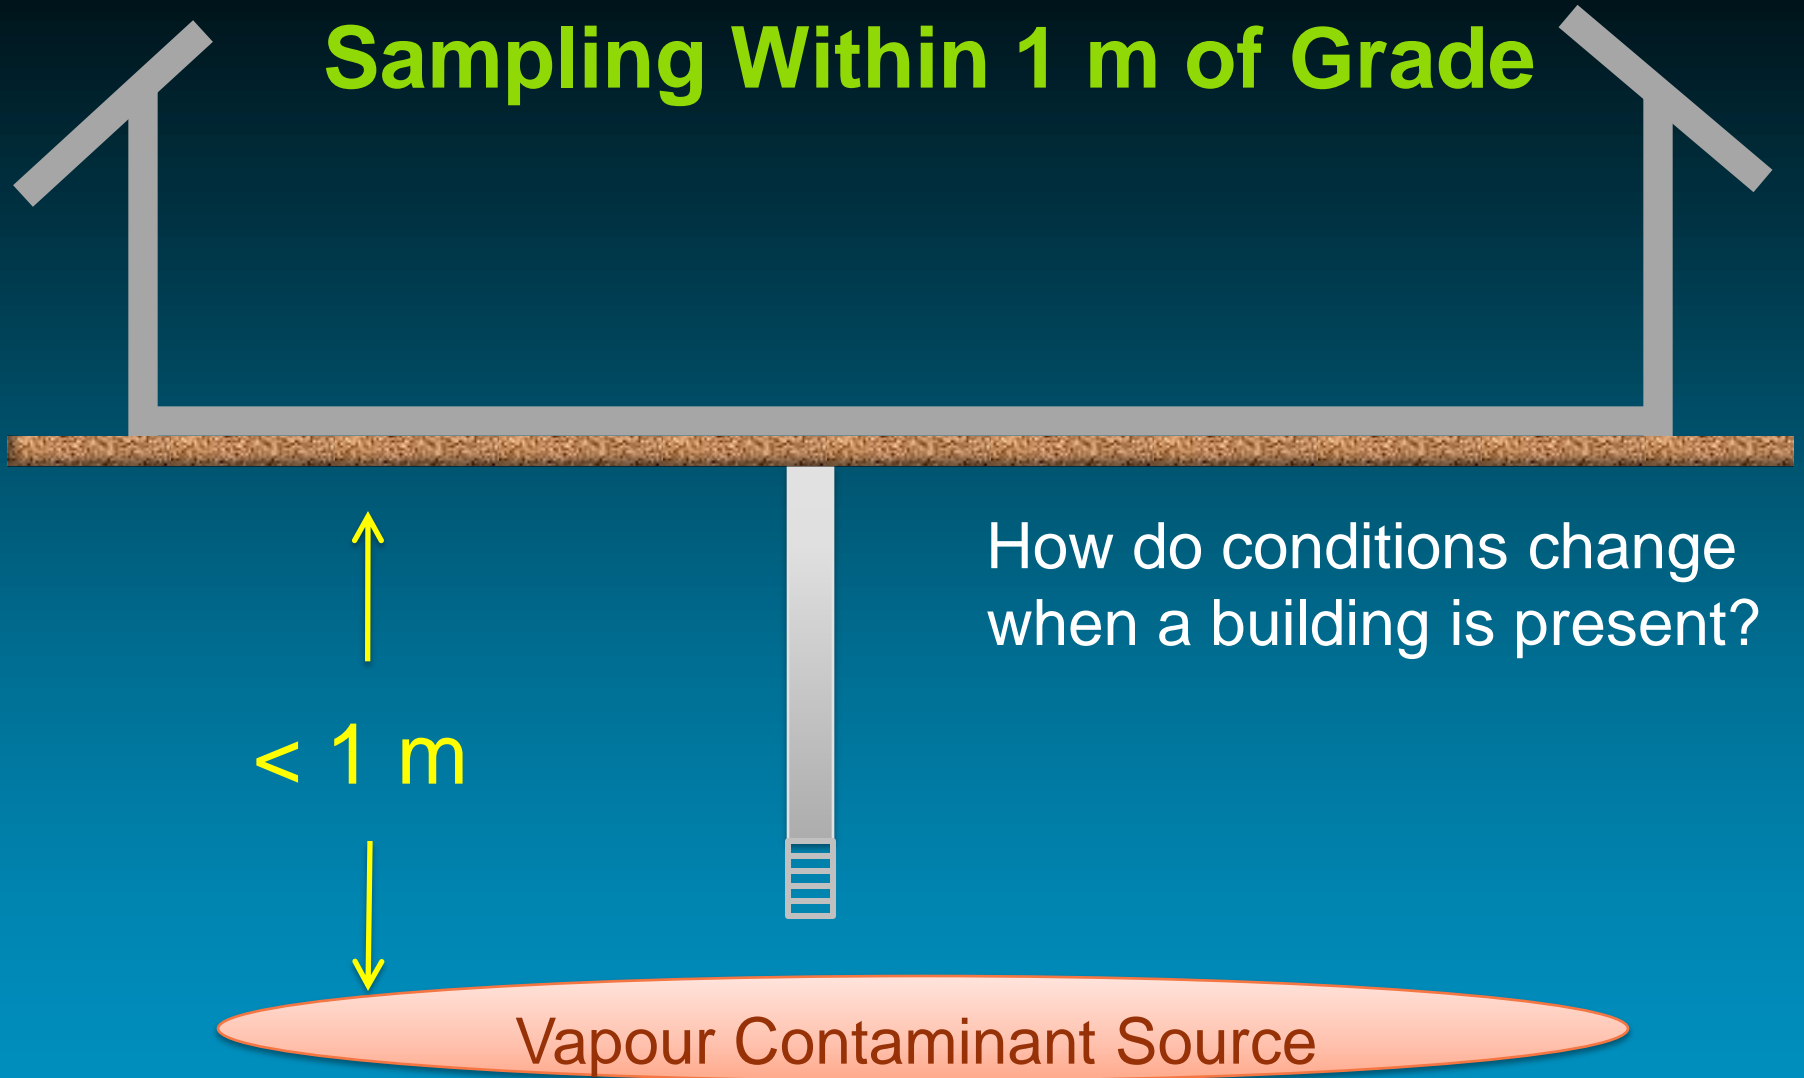 Sampling Within 1 m of Grade
How do conditions change
when a building is present?
< 1 m
Vapour Contaminant Source